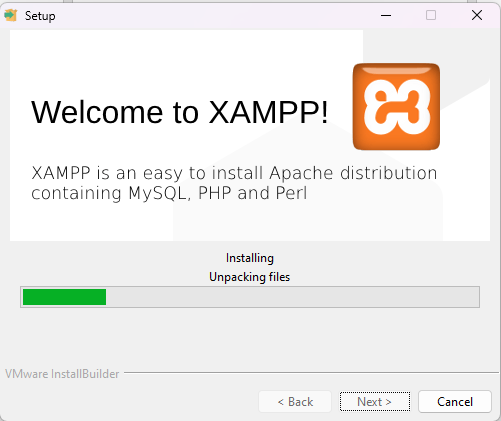 Setup
Welcome to XAMPP!
XAMPP is an easy to install Apache distribution
containing MySQL, PHP and Perl
Installing
Unpacking files
VMware InstallBuilder
< Back
Next >
Cancel